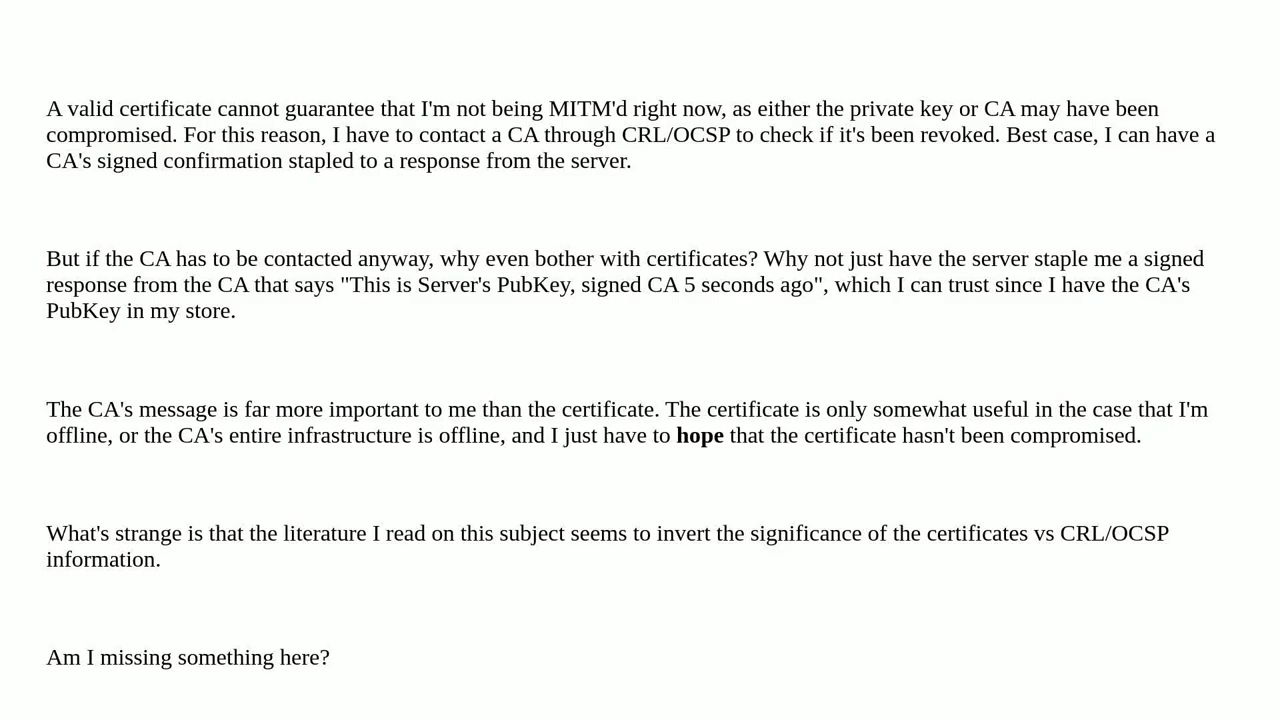 A valid certificate cannot guarantee that I'm not being MITM'd right now, as either the private key or CA may have been
compromised. For this reason, I have to contact a CA through CRL/OCSP to check if it's been revoked. Best case, I can have a
CA's signed confirmation stapled to a response from the server.
But if the CA has to be contacted anyway, why even bother with certificates? Why not just have the server staple me a signed
response from the CA that says "This is Server's PubKey, signed CA 5 seconds ago", which I can trust since I have the CA's
PubKey in my store.
The CA's message is far more important to me than the certificate. The certificate is only somewhat useful in the case that I'm
offline, or the CA's entire infrastructure is offline, and I just have to hope that the certificate hasn't been compromised.
What's strange is that the literature I read on this subject seems to invert the significance of the certificates vs CRL/OCSP
information.
Am I missing something here?